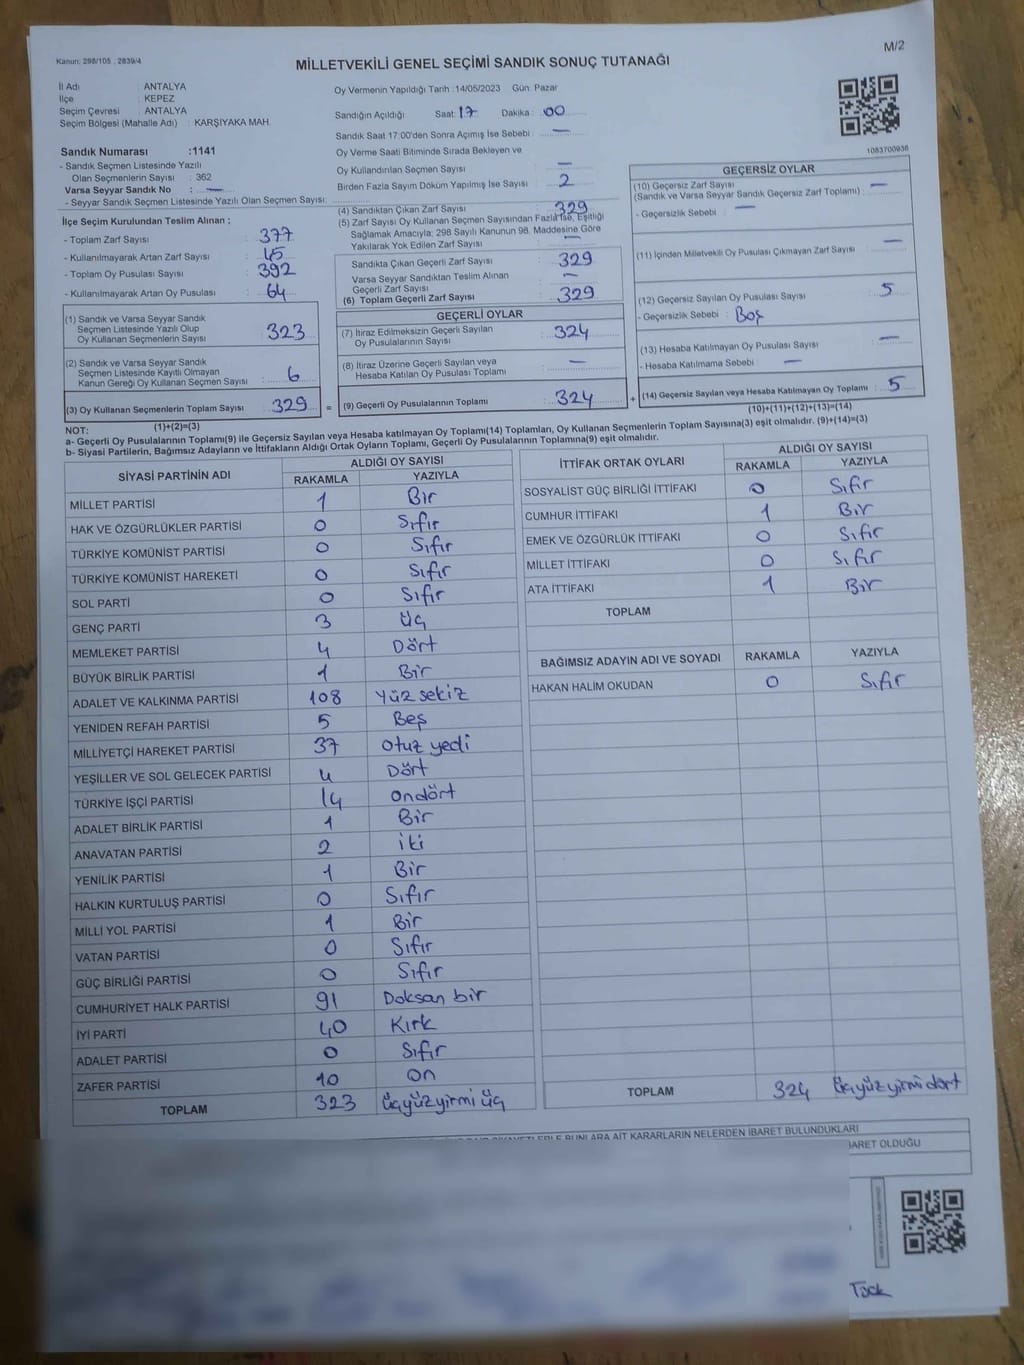 Kanun: 298/105 , 2839/4
M/2
MİLLETVEKİLİ GENEL SEÇİMİ SANDIK SONUÇ TUTANAĞI
İl Adı : ANTALYA
İlçe : KEPEZ
Seçim Çevresi : ANTALYA
Seçim Bölgesi (Mahalle Adı) : KARŞIYAKA MAH.
Oy Vermenin Yapıldığı Tarih :14/05/2023 Gün: Pazar
Sandığın Açıldığı Saat: 17 Dakika : 00
Sandık Saat 17:00'den Sonra Açımış İse Sebebi : —
Sandık Numarası :1141
- Sandık Seçmen Listesinde Yazılı
Olan Seçmenlerin Sayısı : 362
Varsa Seyyar Sandık No : —
- Seyyar Sandık Seçmen Listesinde Yazılı Olan Seçmen Sayısı:
Oy Verme Saati Bitiminde Sırada Bekleyen ve
Oy Kullandırılan Seçmen Sayısı : —
Birden Fazla Sayım Döküm Yapılmış İse Sayısı : 2
1083700936
İlçe Seçim Kurulundan Teslim Alınan :
- Toplam Zarf Sayısı : 377
- Kullanılmayarak Artan Zarf Sayısı : 45
- Toplam Oy Pusulası Sayısı : 392
- Kullanılmayarak Artan Oy Pusulası : 64
(1) Sandık ve Varsa Seyyar Sandık
Seçmen Listesinde Yazılı Olup
Oy Kullanan Seçmenlerin Sayısı : 323
(2) Sandık ve Varsa Seyyar Sandık
Seçmen Listesinde Kayıtlı Olmayan
Kanun Gereği Oy Kullanan Seçmen Sayısı : 6
(3) Oy Kullanan Seçmenlerin Toplam Sayısı : 329 =
(1)+(2)=(3)
(4) Sandıktan Çıkan Zarf Sayısı : 329
(5) Zarf Sayısı Oy Kullanan Seçmen Sayısından Fazla İse, Eşitliği
Sağlamak Amacıyla; 298 Sayılı Kanunun 98. Maddesine Göre
Yakılarak Yok Edilen Zarf Sayısı : —
Sandıkta Çıkan Geçerli Zarf Sayısı : 329
Varsa Seyyar Sandıktan Teslim Alınan
Geçerli Zarf Sayısı : —
(6) Toplam Geçerli Zarf Sayısı : 329
GEÇERLİ OYLAR
(7) İtiraz Edilmeksizin Geçerli Sayılan
Oy Pusulalarının Sayısı : 324
(8) İtiraz Üzerine Geçerli Sayılan veya
Hesaba Katılan Oy Pusulası Toplamı : —
(9) Geçerli Oy Pusulalarının Toplamı : 324 +
GEÇERSİZ OYLAR
(10) Geçersiz Zarf Sayısı : —
(Sandık ve Varsa Seyyar Sandık Geçersiz Zarf Toplamı)
- Geçersizlik Sebebi : —
(11) İçinden Milletvekili Oy Pusulası Çıkmayan Zarf Sayısı : —
(12) Geçersiz Sayılan Oy Pusulası Sayısı : 5
- Geçersizlik Sebebi : Boş
(13) Hesaba Katılmayan Oy Pusulası Sayısı : —
- Hesaba Katılmama Sebebi : —
(14) Geçersiz Sayılan veya Hesaba Katılmayan Oy Toplamı : 5
(10)+(11)+(12)+(13)=(14)
NOT:
a- Geçerli Oy Pusulalarının Toplamı(9) ile Geçersiz Sayılan veya Hesaba katılmayan Oy Toplamı(14) Toplamları, Oy Kullanan Seçmenlerin Toplam Sayısına(3) eşit olmalıdır. (9)+(14)=(3)
b- Siyasi Partilerin, Bağımsız Adayların ve İttifakların Aldığı Ortak Oyların Toplamı, Geçerli Oy Pusulalarının Toplamına(9) eşit olmalıdır.
SİYASİ PARTİNİN ADI ALDIĞI OY SAYISI
RAKAMLA YAZIYLA
MİLLET PARTİSİ 1 Bir
HAK VE ÖZGÜRLÜKLER PARTİSİ 0 Sıfır
TÜRKİYE KOMÜNİST PARTİSİ 0 Sıfır
TÜRKİYE KOMÜNİST HAREKETİ 0 Sıfır
SOL PARTİ 0 Sıfır
GENÇ PARTİ 3 Üç
MEMLEKET PARTİSİ 4 Dört
BÜYÜK BİRLİK PARTİSİ 1 Bir
ADALET VE KALKINMA PARTİSİ 108 Yüz sekiz
YENİDEN REFAH PARTİSİ 5 Beş
MİLLİYETÇİ HAREKET PARTİSİ 37 Otuz yedi
YEŞİLLER VE SOL GELECEK PARTİSİ 4 Dört
TÜRKİYE İŞÇİ PARTİSİ 14 Ondört
ADALET BİRLİK PARTİSİ 1 Bir
ANAVATAN PARTİSİ 2 iki
YENİLİK PARTİSİ 1 Bir
HALKIN KURTULUŞ PARTİSİ 0 Sıfır
MİLLİ YOL PARTİSİ 1 Bir
VATAN PARTİSİ 0 Sıfır
GÜÇ BİRLİĞİ PARTİSİ 0 Sıfır
CUMHURİYET HALK PARTİSİ 91 Doksan bir
İYİ PARTİ 40 Kırk
ADALET PARTİSİ 0 Sıfır
ZAFER PARTİSİ 10 On
TOPLAM 323 Üçyüzyirmi üç
İTTİFAK ORTAK OYLARI ALDIĞI OY SAYISI
RAKAMLA YAZIYLA
SOSYALİST GÜÇ BİRLİĞİ İTTİFAKI 0 Sıfır
CUMHUR İTTİFAKI 1 Bir
EMEK VE ÖZGÜRLÜK İTTİFAKI 0 Sıfır
MİLLET İTTİFAKI 0 Sıfır
ATA İTTİFAKI 1 Bir
TOPLAM
BAĞIMSIZ ADAYIN ADI VE SOYADI RAKAMLA YAZIYLA
HAKAN HALİM OKUDAN 0 Sıfır
TOPLAM 324 Üçyüzyirmi dört
BUNLARA AİT KARARLARIN NELERDEN İBARET BULUNDUKLARI
İBARET OLDUĞU